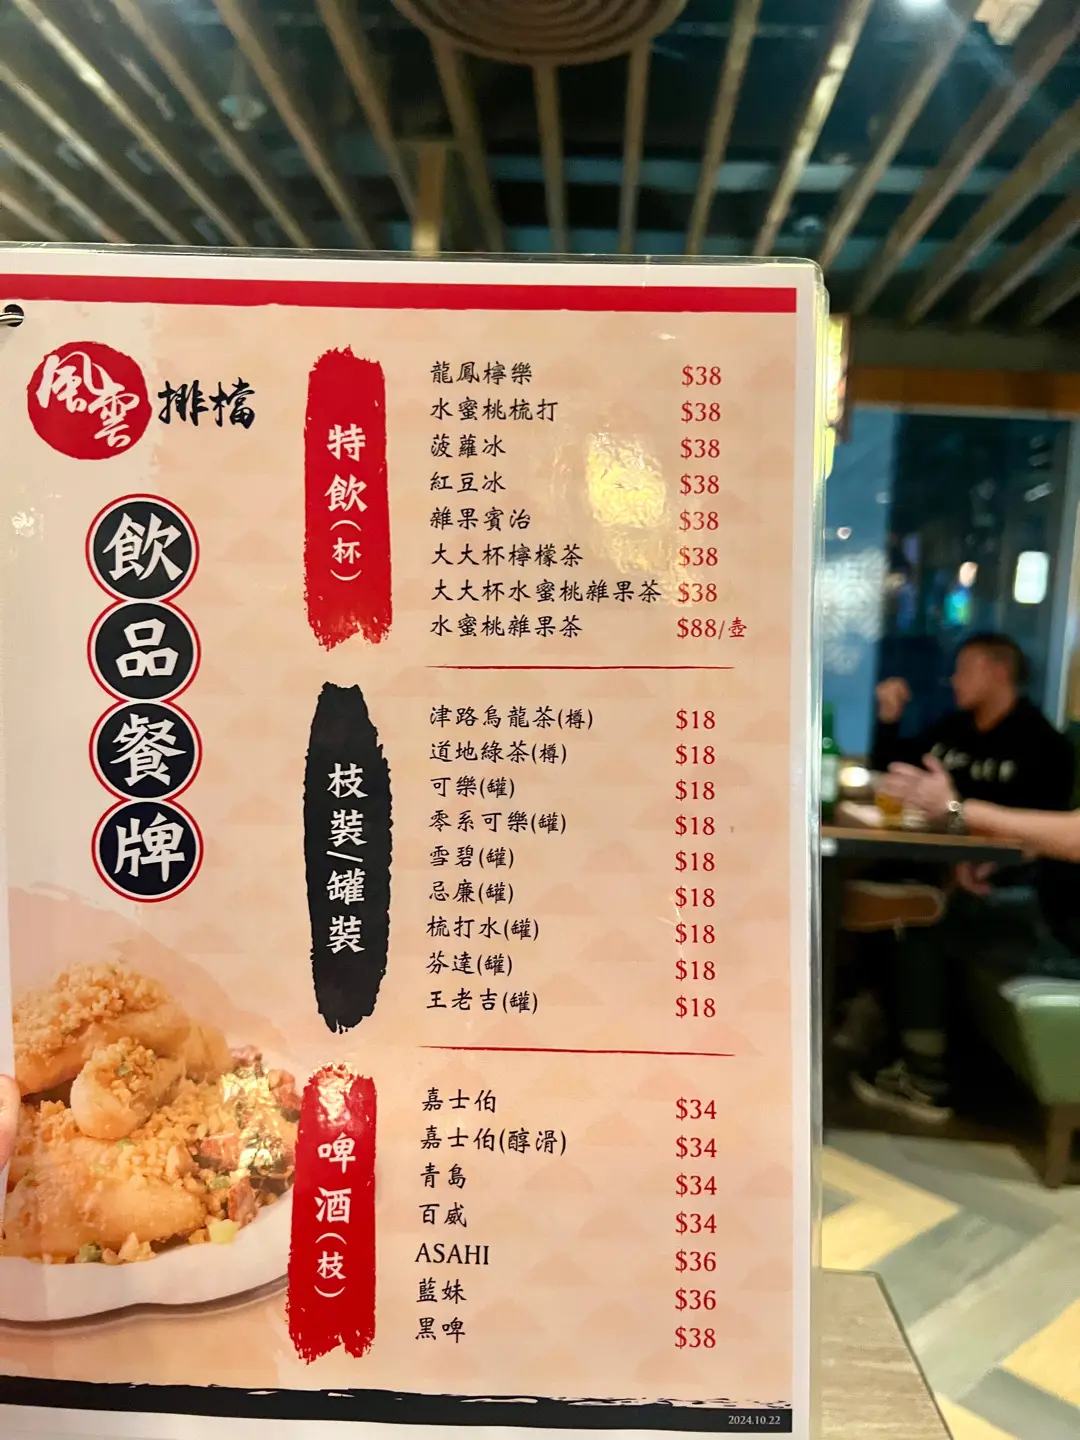 風雲排檔
飲品餐牌
特飲(杯)
龍鳳檸樂 $38
水蜜桃梳打 $38
菠蘿冰 $38
紅豆冰 $38
雜果賓治 $38
大大杯檸檬茶 $38
大大杯水蜜桃雜果茶 $38
水蜜桃雜果茶 $88/壺
枝裝/罐裝
津路烏龍茶(樽) $18
道地綠茶(樽) $18
可樂(罐) $18
零系可樂(罐) $18
雪碧(罐) $18
忌廉(罐) $18
梳打水(罐) $18
芬達(罐) $18
王老吉(罐) $18
啤酒(枝)
嘉士伯 $34
嘉士伯(醇滑) $34
青島 $34
百威 $34
ASAHI $36
藍妹 $36
黑啤 $38
2024.10.22